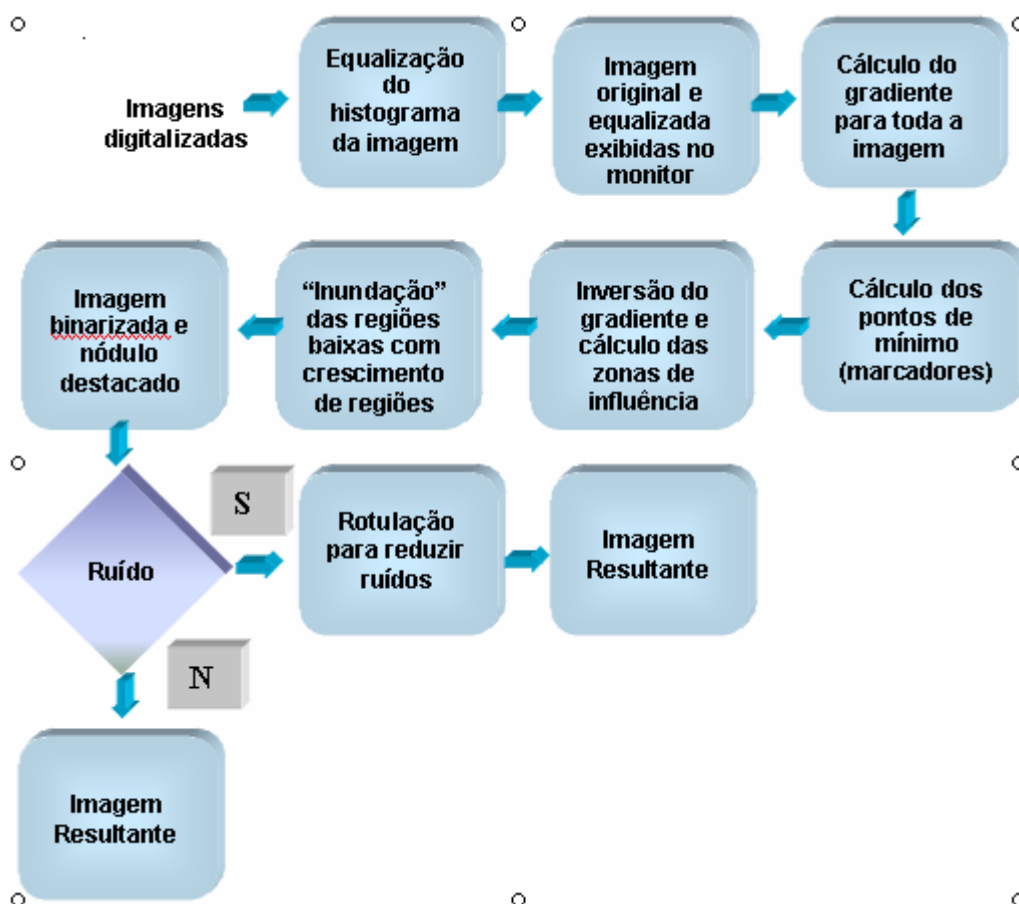 Imagens
digitalizadas
Equalização
do
histograma
da imagem
Imagem
original e
equalizada
exibidas no
monitor
Cálculo do
gradiente
para toda a
imagem
Cálculo dos
pontos de
mínimo
(marcadores)
Inversão do
gradiente e
cálculo das
zonas de
influência
“Inundação”
das regiões
baixas com
crescimento
de regiões
Imagem
binarizada e
nódulo
destacado
Ruído
S
Rotulação
para reduzir
ruídos
Imagem
Resultante
N
Imagem
Resultante